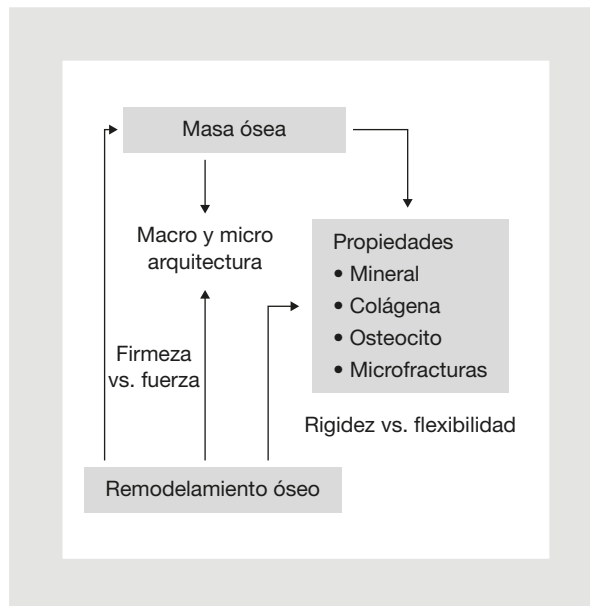 Masa ósea
Macro y micro
arquitectura
Propiedades
• Mineral
• Colágena
• Osteocito
• Microfracturas
Firmeza
vs. fuerza
Rigidez vs. flexibilidad
Remodelamiento óseo